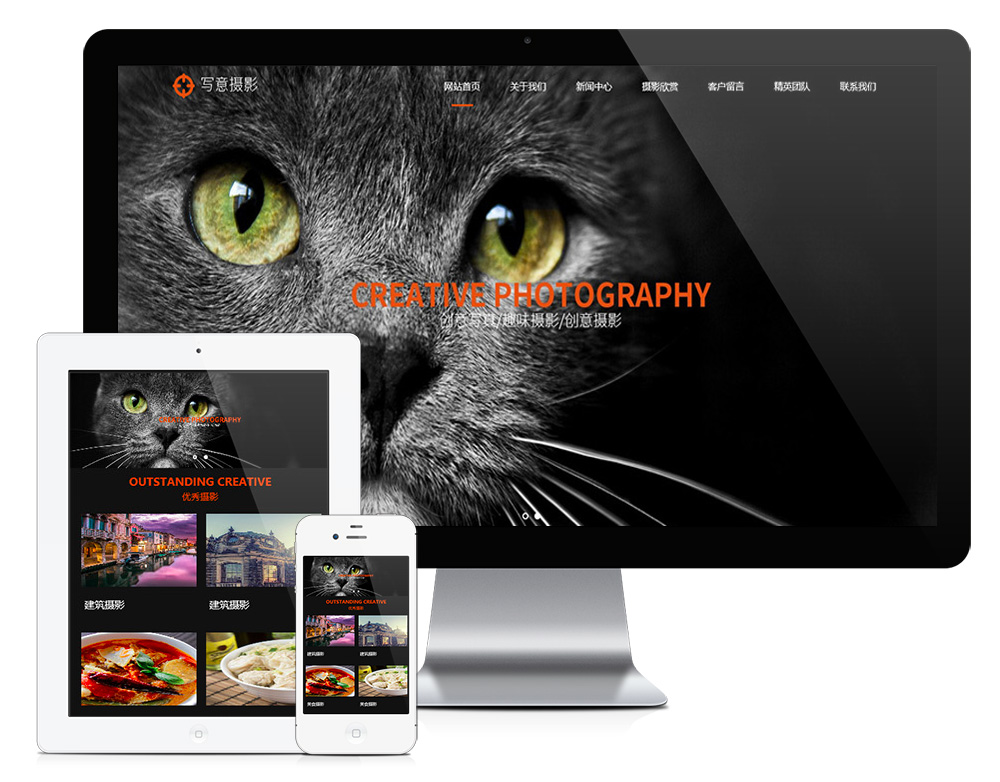 写意摄影
网站首页 关于我们 新闻中心 摄影欣赏 客户留言 精英团队 联系我们
CREATIVE PHOTOGRAPHY
创意写真/趣味摄影/创意摄影
CREATIVE PHOTOGRAPHY
OUTSTANDING CREATIVE
优秀摄影
建筑摄影 建筑摄影
OUTSTANDING CREATIVE
优秀摄影
建筑摄影 建筑摄影
美食摄影 美食摄影